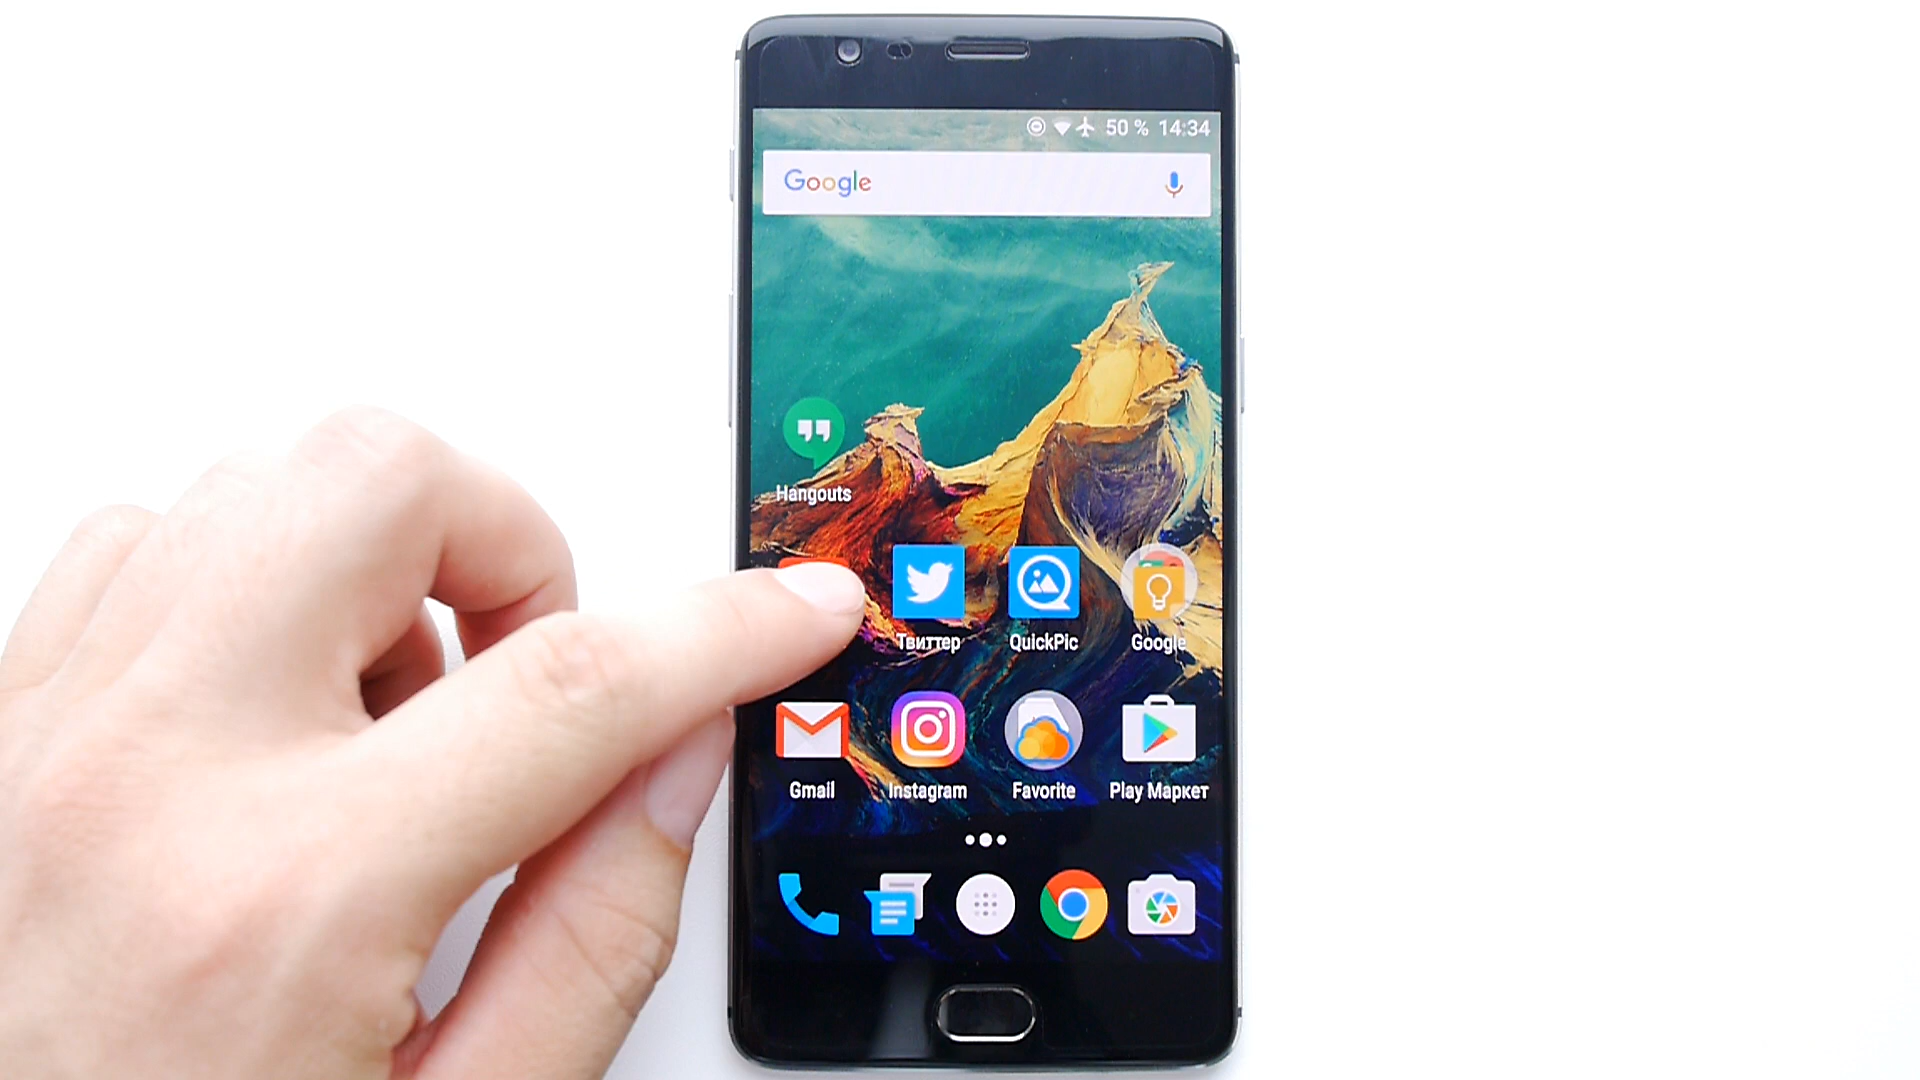 50 % 14:34
Google
Hangouts
Твиттер QuickPic Google
Gmail Instagram Favorite Play Маркет